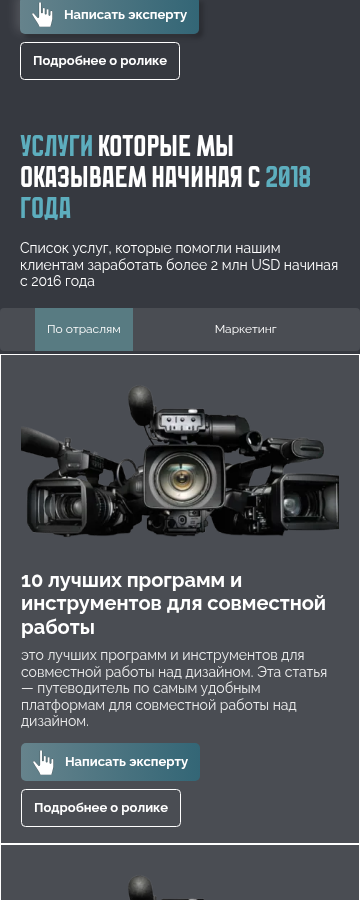 Написать эксперту
Подробнее о ролике
УСЛУГИ КОТОРЫЕ МЫ
ОКАЗЫВАЕМ НАЧИНАЯ С 2018
ГОДА
Список услуг, которые помогли нашим
клиентам заработать более 2 млн USD начиная
с 2016 года
По отраслям
Маркетинг
10 лучших программ и
инструментов для совместной
работы
это лучших программ и инструментов для
совместной работы над дизайном. Эта статья
— путеводитель по самым удобным
платформам для совместной работы над
дизайном.
Написать эксперту
Подробнее о ролике